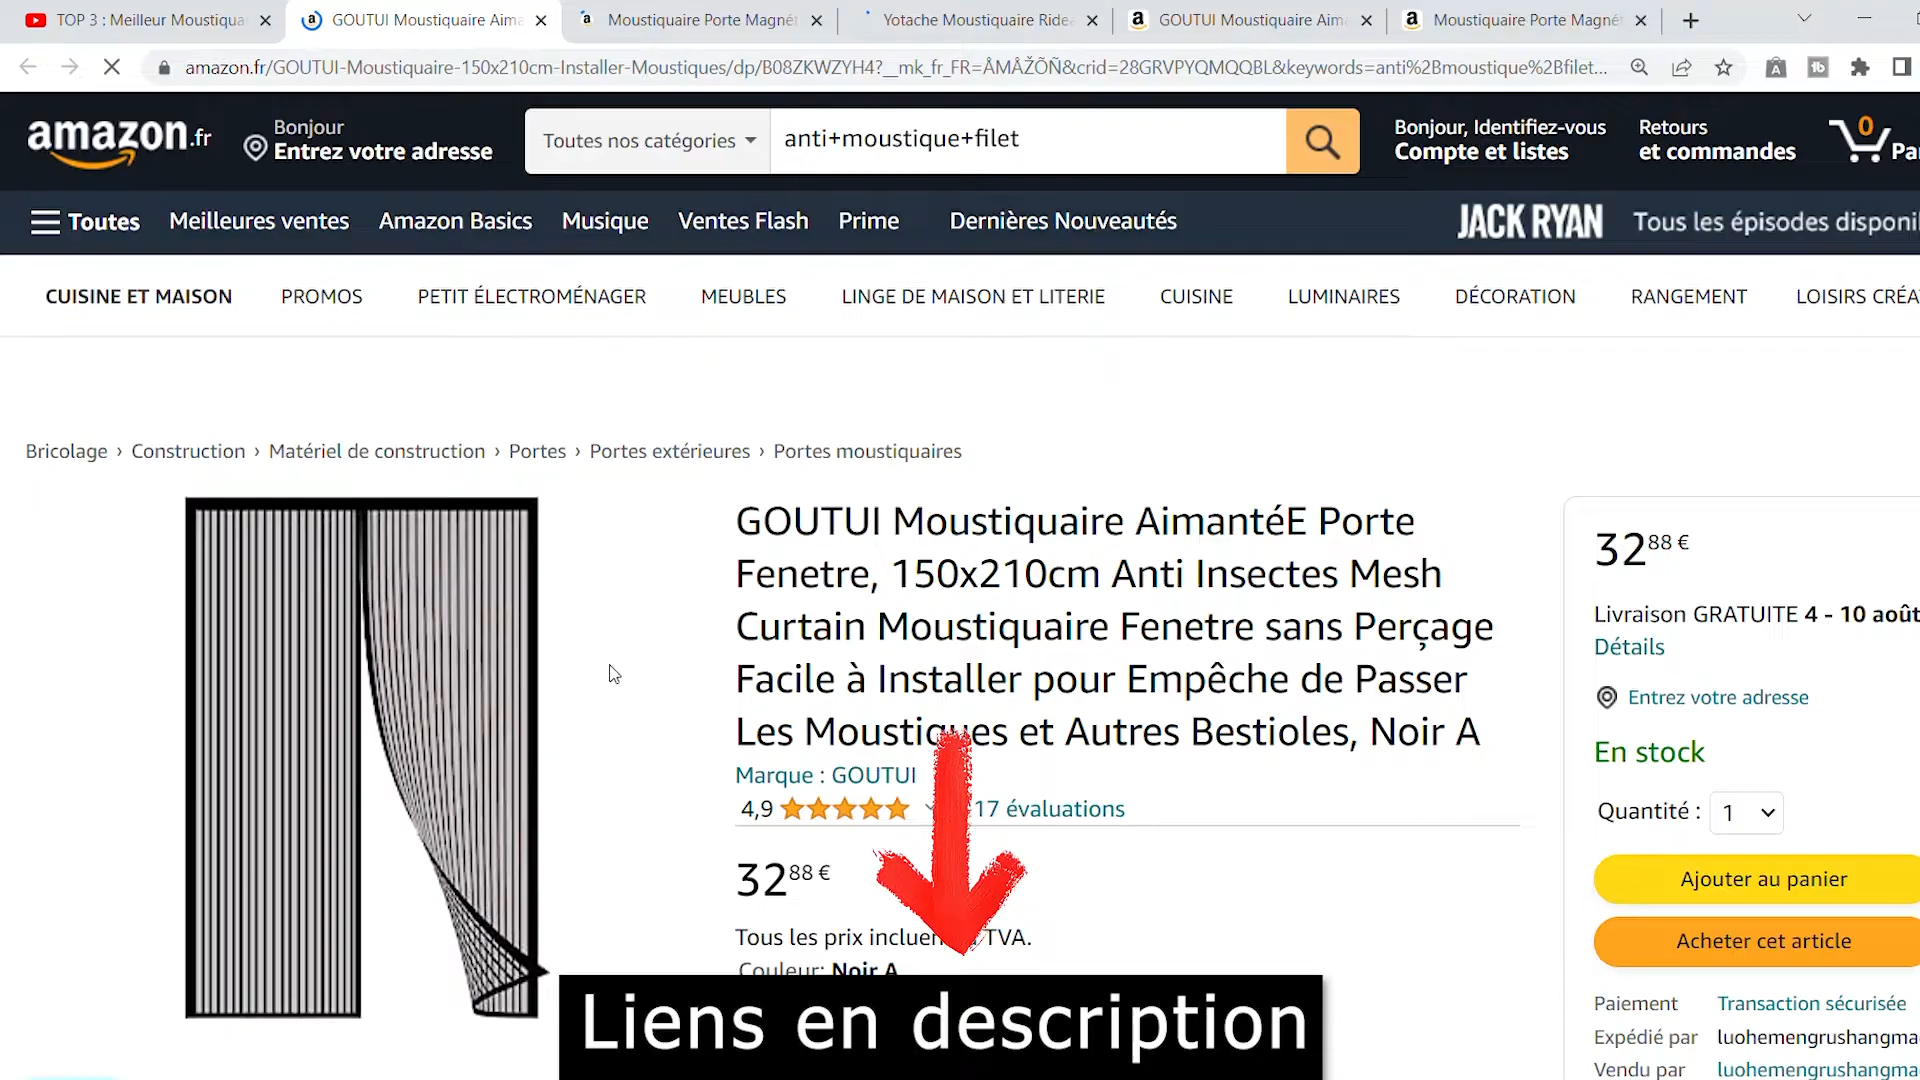 TOP 3 : Meilleur Moustiqua
GOUTUI Moustiquaire Aima
Moustiquaire Porte Magné
Yotache Moustiquaire Ride
GOUTUI Moustiquaire Aim
Moustiquaire Porte Magné
amazon.fr/GOUTUI-Moustiquaire-150x210cm-Installer-Moustiques/dp/B08ZKWZYH4?__mk_fr_FR=ÅMÅŽÕÑ&crid=28GRVPYQMQQBL&keywords=anti%2Bmoustique%2Bfilet...
amazon.fr
Bonjour
Entrez votre adresse
Toutes nos catégories
anti+moustique+filet
Bonjour, Identifiez-vous
Compte et listes
Retours
et commandes
0
Pa
Toutes Meilleures ventes Amazon Basics Musique Ventes Flash Prime Dernières Nouveautés
JACK RYAN Tous les épisodes disponi
CUISINE ET MAISON PROMOS PETIT ÉLECTROMÉNAGER MEUBLES LINGE DE MAISON ET LITERIE CUISINE LUMINAIRES DÉCORATION RANGEMENT LOISIRS CRÉA
Bricolage › Construction › Matériel de construction › Portes › Portes extérieures › Portes moustiquaires
GOUTUI Moustiquaire AimantéE Porte
Fenetre, 150x210cm Anti Insectes Mesh
Curtain Moustiquaire Fenetre sans Perçage
Facile à Installer pour Empêche de Passer
Les Moustiques et Autres Bestioles, Noir A
Marque : GOUTUI
4,9 17 évaluations
32 88 €
Tous les prix incluent la TVA.
Couleur: Noir A
Liens en description
32 88 €
Livraison GRATUITE 4 - 10 août
Détails
Entrez votre adresse
En stock
Quantité : 1
Ajouter au panier
Acheter cet article
Paiement Transaction sécurisée
Expédié par luohemengrushangma
Vendu par luohemengrushangma